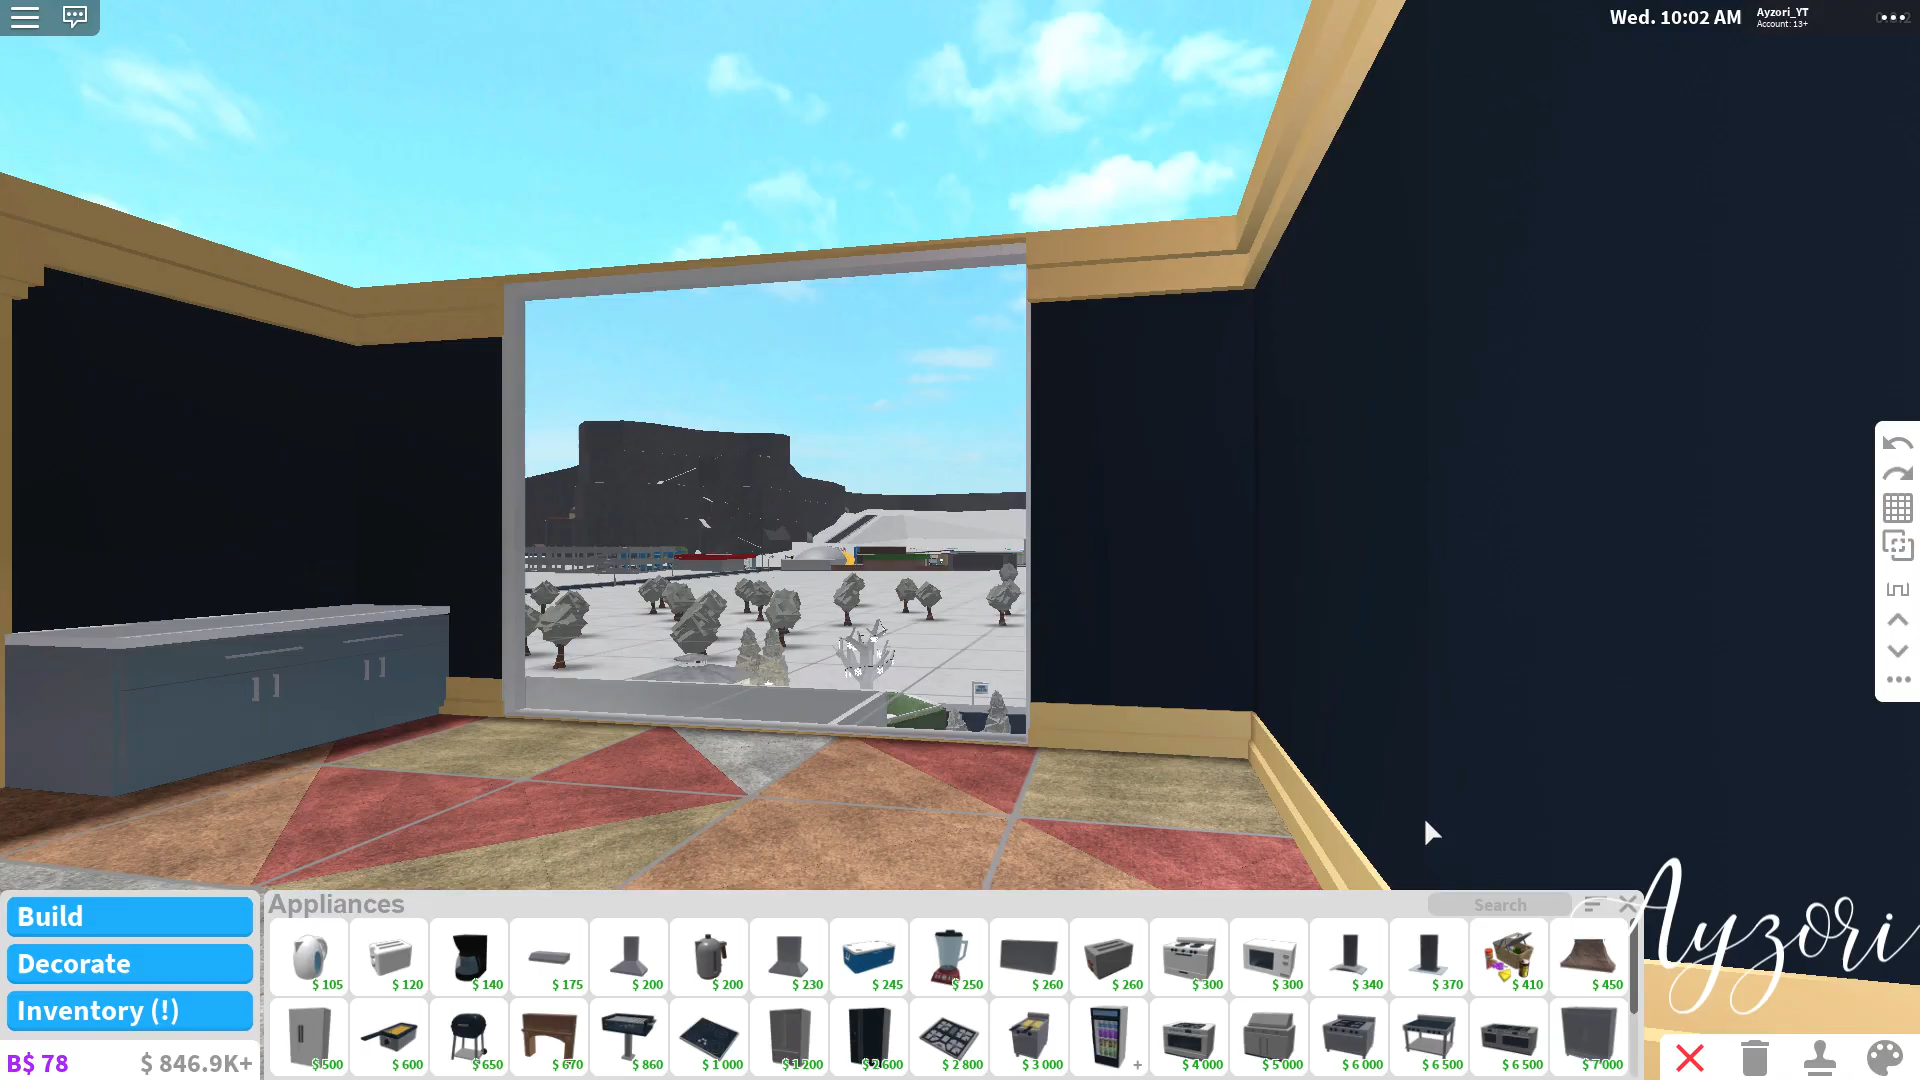 Wed. 10:02 AM
Ayzori_YT
Account: 13+
Appliances
Search
Build
Decorate
Inventory (!)
B$ 78
$ 846.9K+
$ 105
$ 120
$ 140
$ 175
$ 200
$ 200
$ 230
$ 245
$ 250
$ 260
$ 260
$ 300
$ 300
$ 340
$ 370
$ 410
$ 450
$ 500
$ 600
$ 650
$ 670
$ 860
$ 1 000
$ 1 200
$ 2 600
$ 2 800
$ 3 000
+
$ 4 000
$ 5 000
$ 6 000
$ 6 500
$ 6 500
$ 7 000
Ayzori